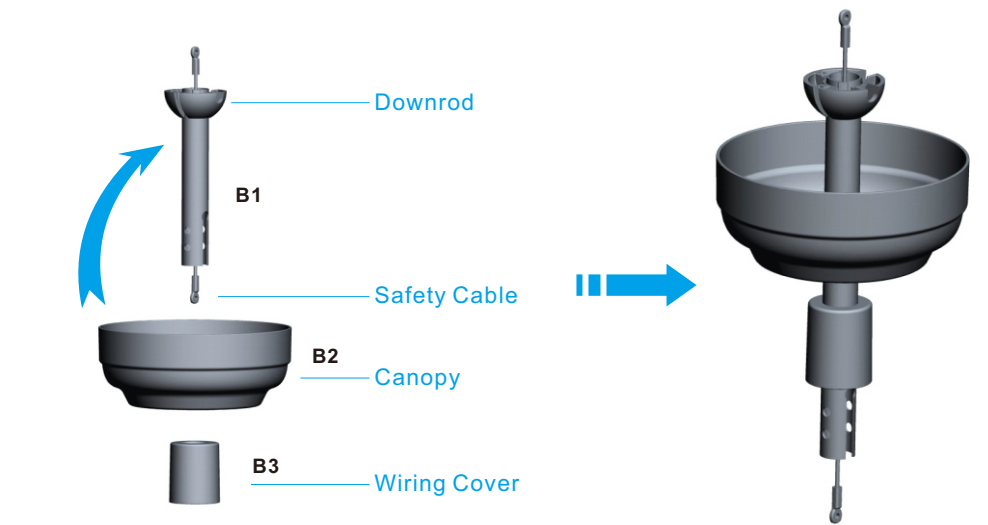 Downrod
B1
Safety Cable
B2
Canopy
B3
Wiring Cover